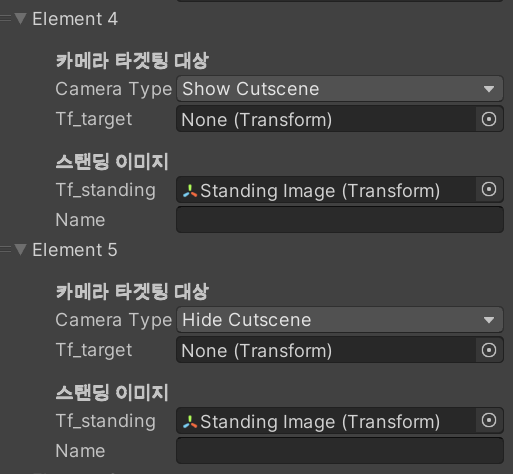 Element 4
카메라 타겟팅 대상
Camera Type Show Cutscene
Tf_target None (Transform)
스탠딩 이미지
Tf_standing Standing Image (Transform)
Name
Element 5
카메라 타겟팅 대상
Camera Type Hide Cutscene
Tf_target None (Transform)
스탠딩 이미지
Tf_standing Standing Image (Transform)
Name